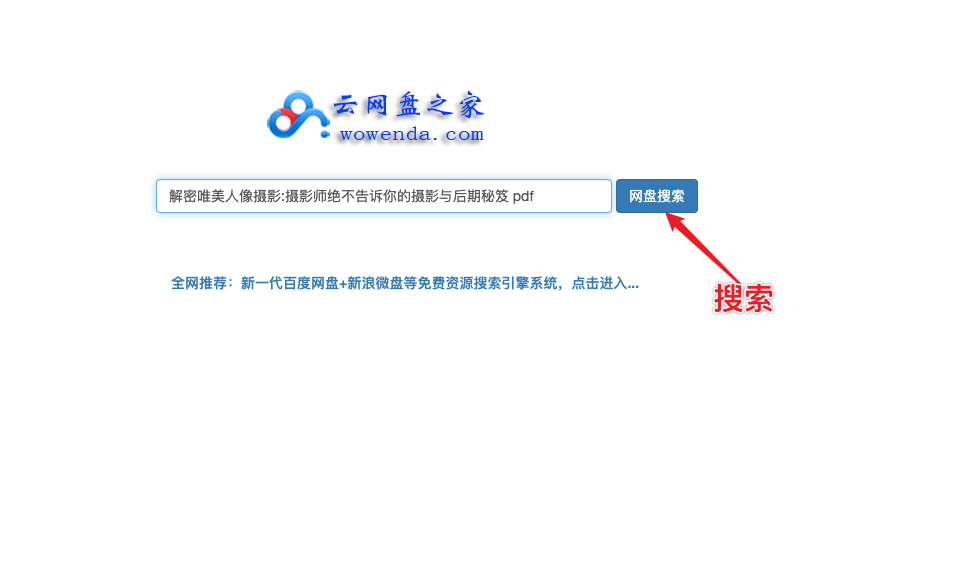 云网盘之家
wowenda.com
解密唯美人像摄影:摄影师绝不告诉你的摄影与后期秘笈 pdf
网盘搜索
全网推荐：新一代百度网盘+新浪微盘等免费资源搜索引擎系统，点击进入...
搜索